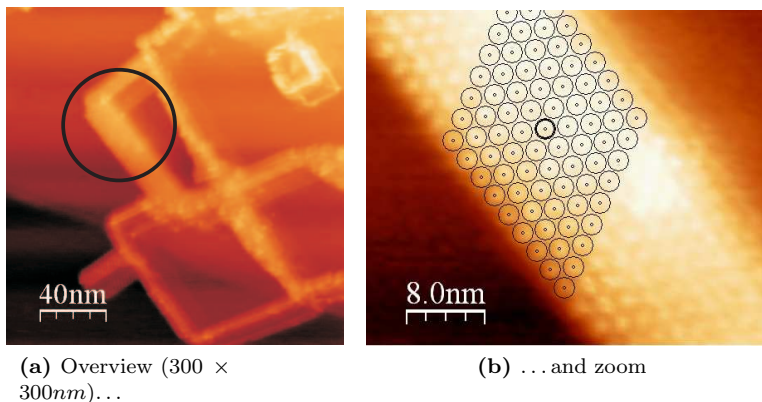 40nm
8.0nm
(a) Overview (300 ×
300nm)...
(b) ...and zoom